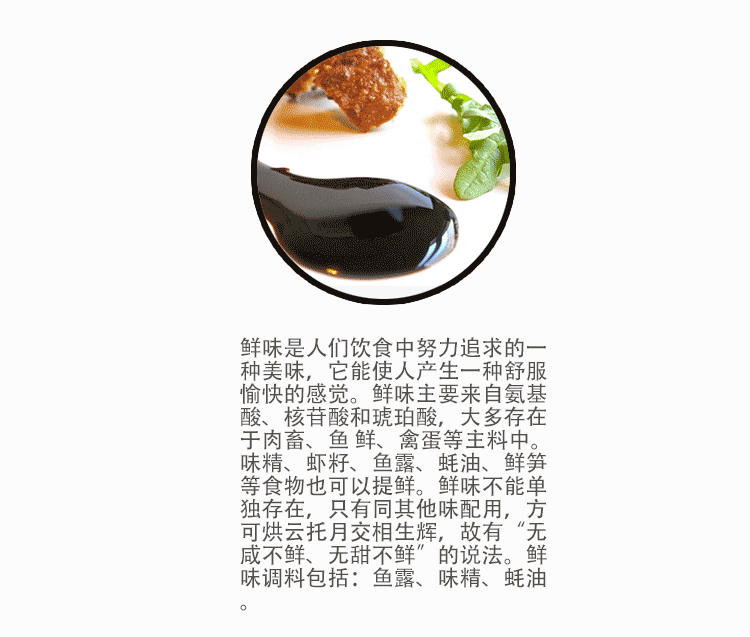 鲜味是人们饮食中努力追求的一
种美味，它能使人产生一种舒服
愉快的感觉。鲜味主要来自氨基
酸、核苷酸和琥珀酸，大多存在
于肉畜、鱼 鲜、禽蛋等主料中。
味精、虾籽、鱼露、蚝油、鲜笋
等食物也可以提鲜。鲜味不能单
独存在，只有同其他味配用，方
可烘云托月交相生辉，故有“无
咸不鲜、无甜不鲜”的说法。鲜
味调料包括：鱼露、味精、蚝油
。